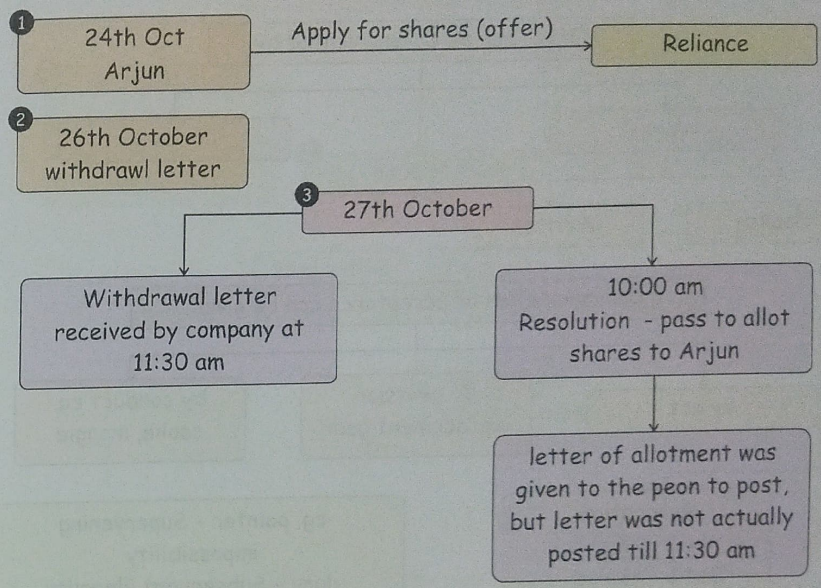 1
24th Oct
Arjun
Apply for shares (offer)
Reliance
2
26th October
withdrawl letter
3
27th October
Withdrawal letter
received by company at
11:30 am
10:00 am
Resolution - pass to allot
shares to Arjun
letter of allotment was
given to the peon to post,
but letter was not actually
posted till 11:30 am